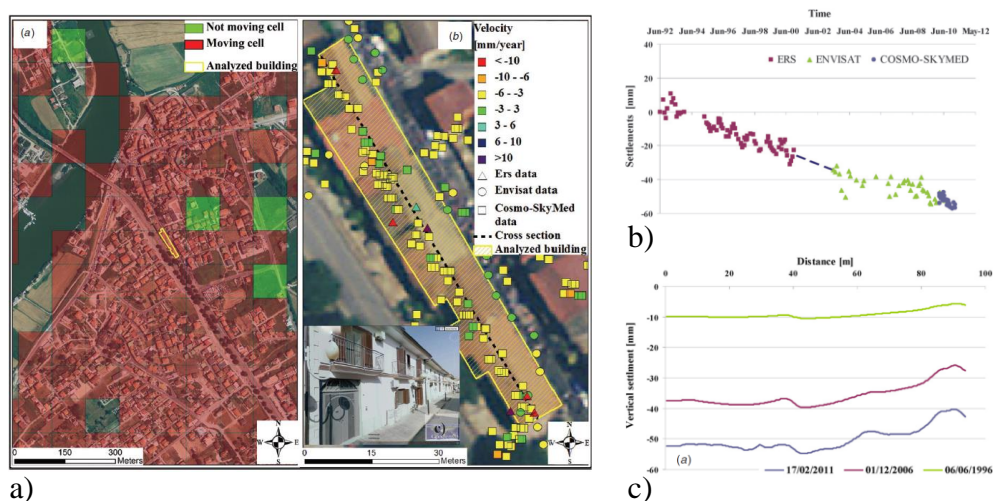 (a)
Not moving cell
Moving cell
Analyzed building
0 150 300
Meters
N
W E
S
(b)
Velocity
[mm/year]
< -10
-10 - -6
-6 - -3
-3 - 3
3 - 6
6 - 10
>10
Ers data
Envisat data
Cosmo-SkyMed
data
Cross section
Analyzed building
(c)
0 15 30
Meters
N
W E
S
a)
Time
Jun-92 Jun-94 Jun-96 Jun-98 Jun-00 Jun-02 Jun-04 Jun-06 Jun-08 Jun-10 May-12
40
ERS ENVISAT COSMO-SKYMED
20
0
-20
-40
-60
Settlements [mm]
b)
Distance [m]
0 20 40 60 80 100
0
-10
-20
-30
-40
-50
-60
Vertical settlment [mm]
(a)
17/02/2011 01/12/2006 06/06/1996
c)